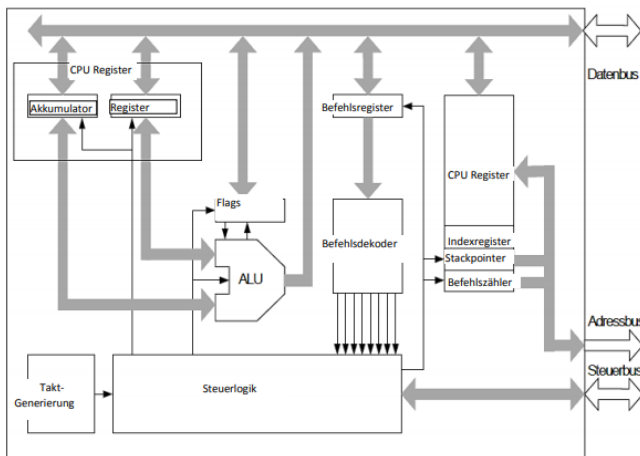 Datenbus
CPU Register
Akkumulator
Register
Befehlsregister
CPU Register
Flags
Befehlsdekoder
Indexregister
Stackpointer
ALU
Befehlszähler
Adressbus
Steuerbus
Takt-
Generierung
Steuerlogik